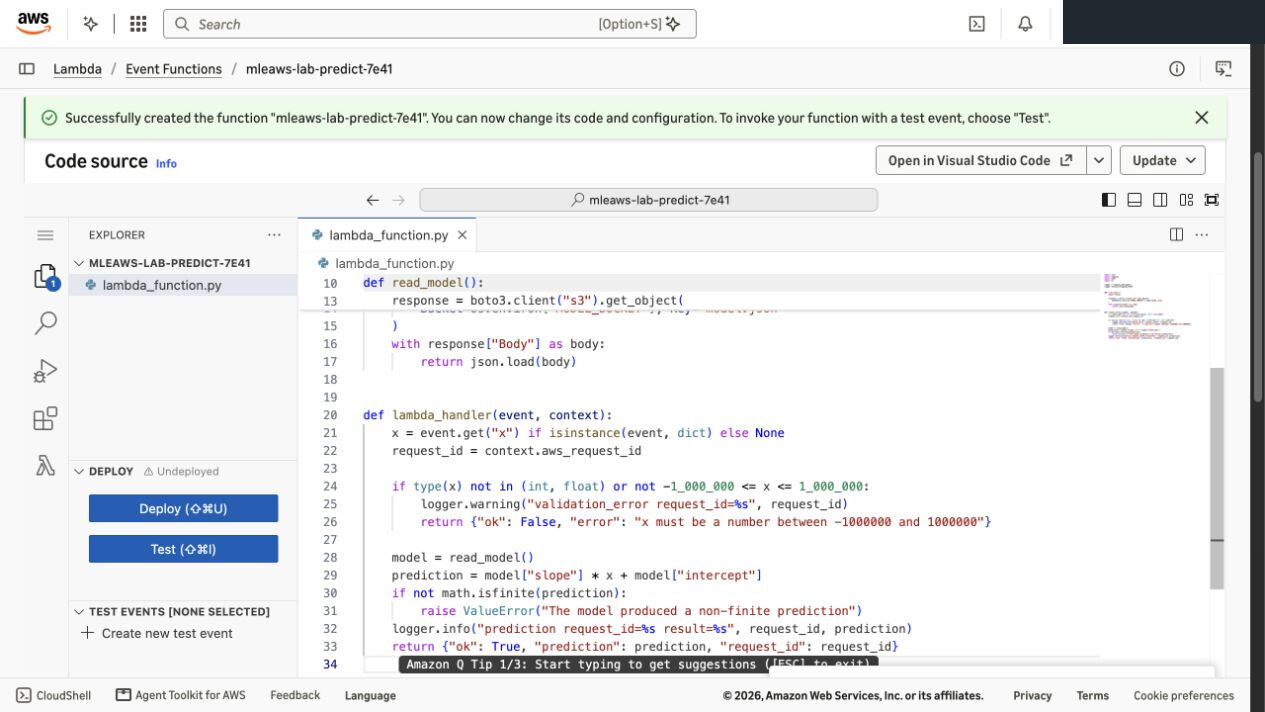 aws
Search
[Option+S]
Lambda / Event Functions / mleaws-lab-predict-7e41
Successfully created the function "mleaws-lab-predict-7e41". You can now change its code and configuration. To invoke your function with a test event, choose "Test".
Code source Info
Open in Visual Studio Code
Update
mleaws-lab-predict-7e41
EXPLORER
MLEAWS-LAB-PREDICT-7E41
1
lambda_function.py
DEPLOY Undeployed
Deploy (⇧⌘U)
Test (⇧⌘I)
TEST EVENTS [NONE SELECTED]
Create new test event
lambda_function.py
lambda_function.py
10 def read_model():
13 response = boto3.client("s3").get_object(
15 )
16 with response["Body"] as body:
17 return json.load(body)
18
19
20 def lambda_handler(event, context):
21 x = event.get("x") if isinstance(event, dict) else None
22 request_id = context.aws_request_id
23
24 if type(x) not in (int, float) or not -1_000_000 <= x <= 1_000_000:
25 logger.warning("validation_error request_id=%s", request_id)
26 return {"ok": False, "error": "x must be a number between -1000000 and 1000000"}
27
28 model = read_model()
29 prediction = model["slope"] * x + model["intercept"]
30 if not math.isfinite(prediction):
31 raise ValueError("The model produced a non-finite prediction")
32 logger.info("prediction request_id=%s result=%s", request_id, prediction)
33 return {"ok": True, "prediction": prediction, "request_id": request_id}
34 Amazon Q Tip 1/3: Start typing to get suggestions ([ESC] to exit)
CloudShell
Agent Toolkit for AWS
Feedback
Language
© 2026, Amazon Web Services, Inc. or its affiliates.
Privacy
Terms
Cookie preferences